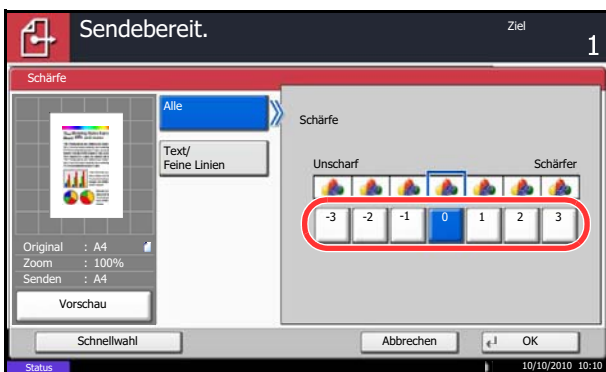 Sendebereit.
Ziel
1
Schärfe
Alle
Text/
Feine Linien
Schärfe
Unscharf Schärfer
-3 -2 -1 0 1 2 3
Original : A4
Zoom : 100%
Senden : A4
Vorschau
Schnellwahl Abbrechen OK
Status 10/10/2010 10:10